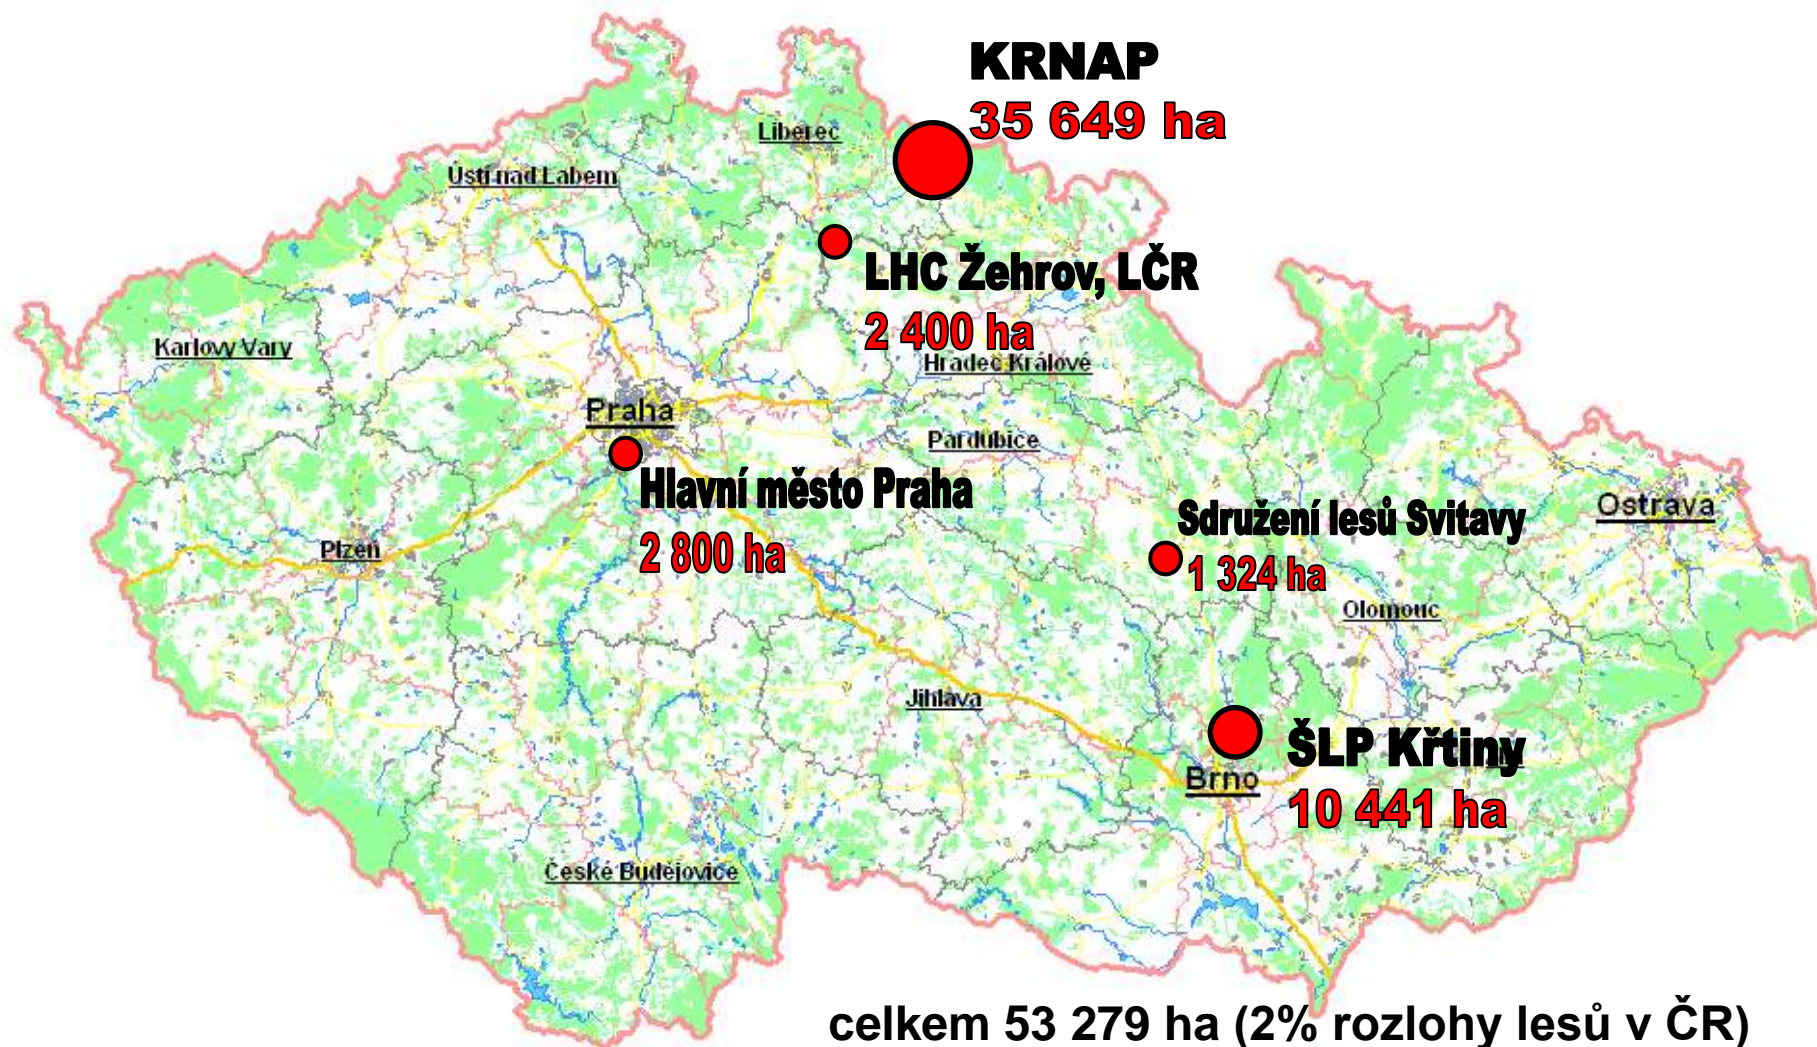 KRNAP
35 649 ha
Liberec
Ústí nad Labem
LHC Žehrov, LČR
2 400 ha
Karlovy Vary
Hradec Králové
Praha
Pardubice
Hlavní město Praha
2 800 ha
Sdružení lesů Svitavy
1 324 ha
Ostrava
Plzeň
Olomouc
Jihlava
ŠLP Křtiny
10 441 ha
Brno
České Budějovice
celkem 53 279 ha (2% rozlohy lesů v ČR)